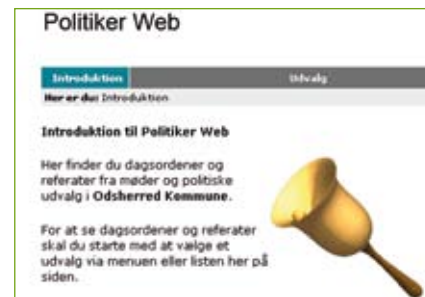 Politiker Web
Introduktion Udvalg
Her er du: Introduktion
Introduktion til Politiker Web
Her finder du dagsordener og
referater fra møder og politiske
udvalg i Odsherred Kommune.
For at se dagsordener og referater
skal du starte med at vælge et
udvalg via menuen eller listen her på
siden.